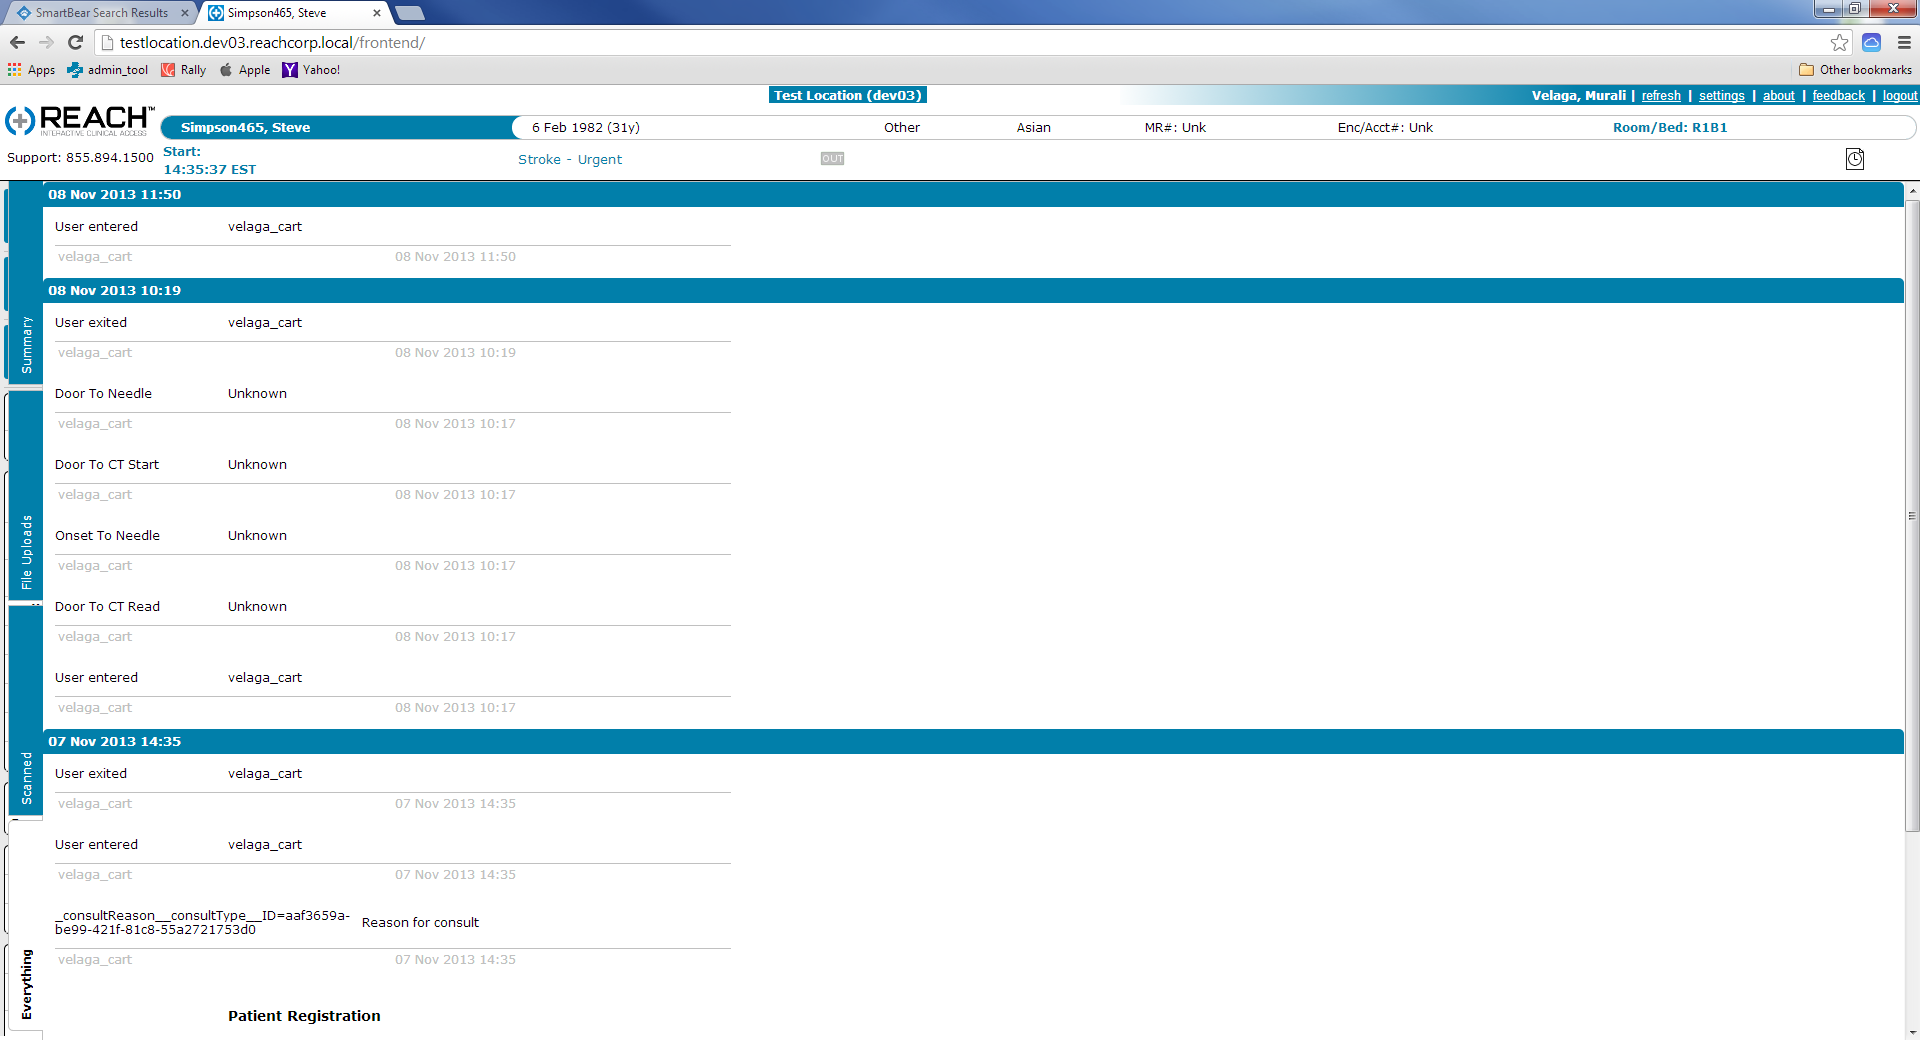 SmartBear Search Results
Simpson465, Steve
testlocation.dev03.reachcorp.local/frontend/
Apps admin_tool Rally Apple Yahoo! Other bookmarks
REACH™
INTERACTIVE CLINICAL ACCESS
Test Location (dev03)
Velaga, Murali | refresh | settings | about | feedback | logout
Simpson465, Steve 6 Feb 1982 (31y) Other Asian MR#: Unk Enc/Acct#: Unk Room/Bed: R1B1
Support: 855.894.1500
Start:
14:35:37 EST
Stroke - Urgent
OUT
Summary
File Uploads
Scanned
Everything
08 Nov 2013 11:50
User entered velaga_cart
velaga_cart 08 Nov 2013 11:50
08 Nov 2013 10:19
User exited velaga_cart
velaga_cart 08 Nov 2013 10:19
Door To Needle Unknown
velaga_cart 08 Nov 2013 10:17
Door To CT Start Unknown
velaga_cart 08 Nov 2013 10:17
Onset To Needle Unknown
velaga_cart 08 Nov 2013 10:17
Door To CT Read Unknown
velaga_cart 08 Nov 2013 10:17
User entered velaga_cart
velaga_cart 08 Nov 2013 10:17
07 Nov 2013 14:35
User exited velaga_cart
velaga_cart 07 Nov 2013 14:35
User entered velaga_cart
velaga_cart 07 Nov 2013 14:35
_consultReason__consultType__ID=aaf3659a-
be99-421f-81c8-55a2721753d0
Reason for consult
velaga_cart 07 Nov 2013 14:35
Patient Registration